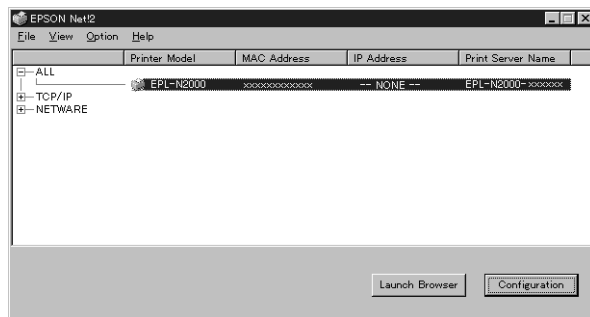 EPSON Net!2
File View Option Help
Printer Model MAC Address IP Address Print Server Name
ALL
EPL-N2000 xxxxxxxxxxxx -- NONE -- EPL-N2000-xxxxxx
TCP/IP
NETWARE
Launch Browser Configuration